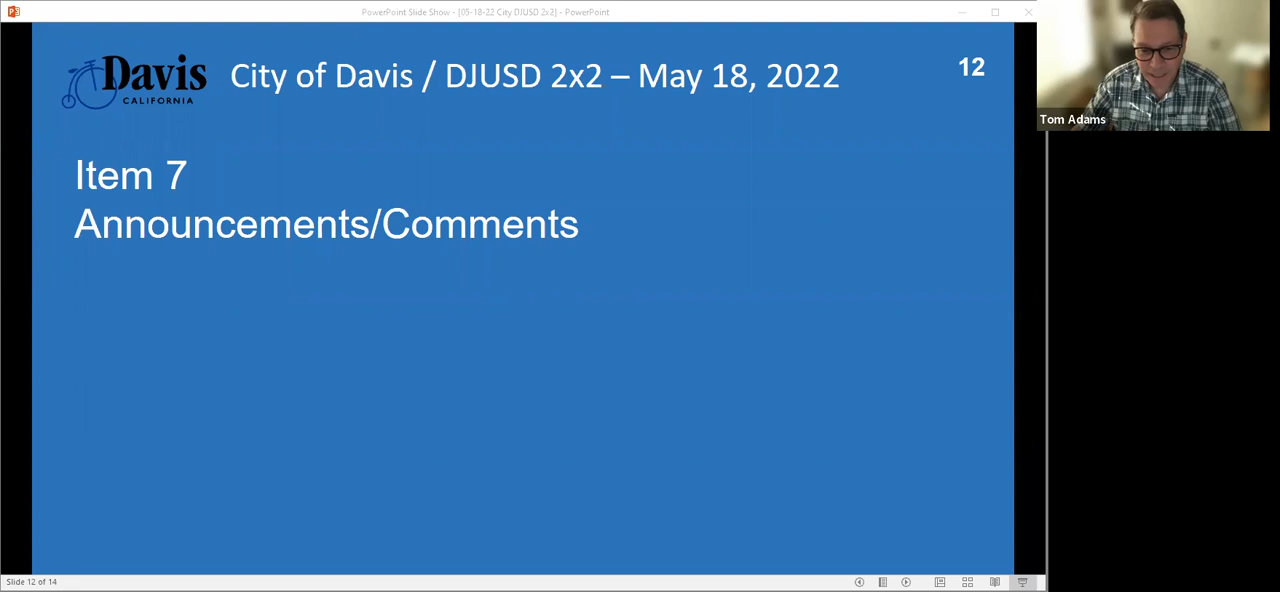 PowerPoint Slide Show - [05-18-22 City DJUSD 2x2] - PowerPoint
Davis
CALIFORNIA
City of Davis / DJUSD 2x2 – May 18, 2022
12
Tom Adams
Item 7
Announcements/Comments
Slide 12 of 14